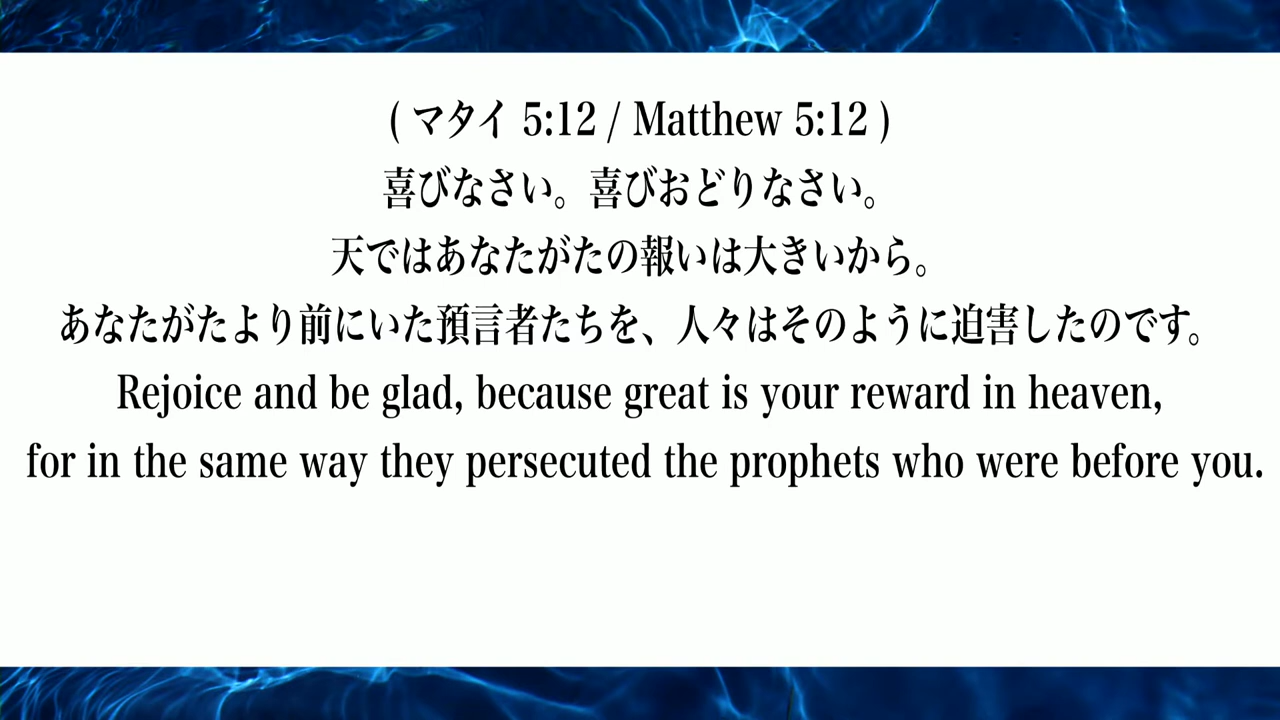 ( マタイ 5:12 / Matthew 5:12 )
喜びなさい。喜びおどりなさい。
天ではあなたがたの報いは大きいから。
あなたがたより前にいた預言者たちを、人々はそのように迫害したのです。
Rejoice and be glad, because great is your reward in heaven,
for in the same way they persecuted the prophets who were before you.